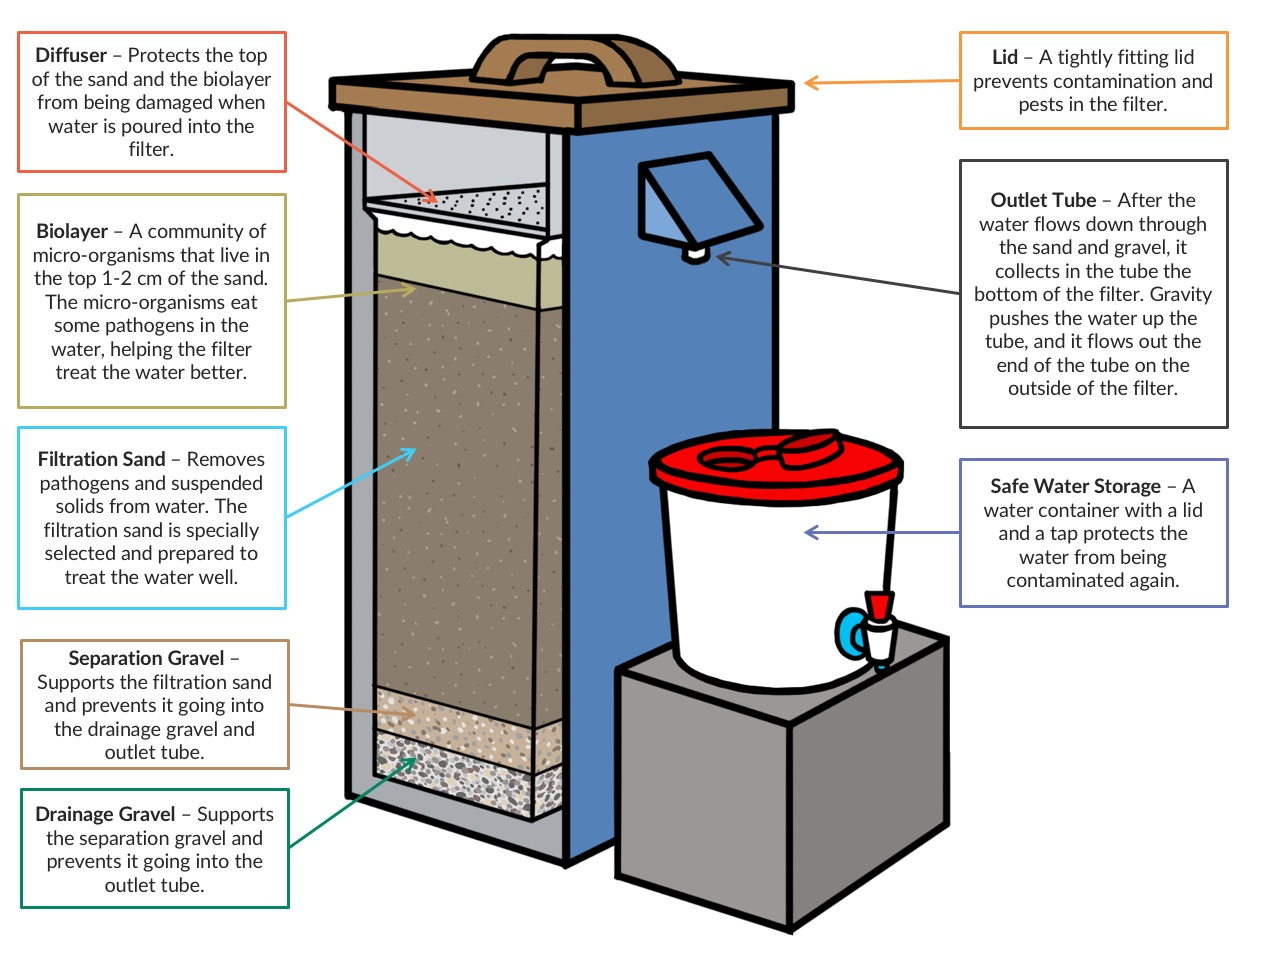 Diffuser – Protects the top
of the sand and the biolayer
from being damaged when
water is poured into the
filter.
Biolayer – A community of
micro-organisms that live in
the top 1-2 cm of the sand.
The micro-organisms eat
some pathogens in the
water, helping the filter
treat the water better.
Filtration Sand – Removes
pathogens and suspended
solids from water. The
filtration sand is specially
selected and prepared to
treat the water well.
Separation Gravel –
Supports the filtration sand
and prevents it going into
the drainage gravel and
outlet tube.
Drainage Gravel – Supports
the separation gravel and
prevents it going into the
outlet tube.
Lid – A tightly fitting lid
prevents contamination and
pests in the filter.
Outlet Tube – After the
water flows down through
the sand and gravel, it
collects in the tube the
bottom of the filter. Gravity
pushes the water up the
tube, and it flows out the
end of the tube on the
outside of the filter.
Safe Water Storage – A
water container with a lid
and a tap protects the
water from being
contaminated again.